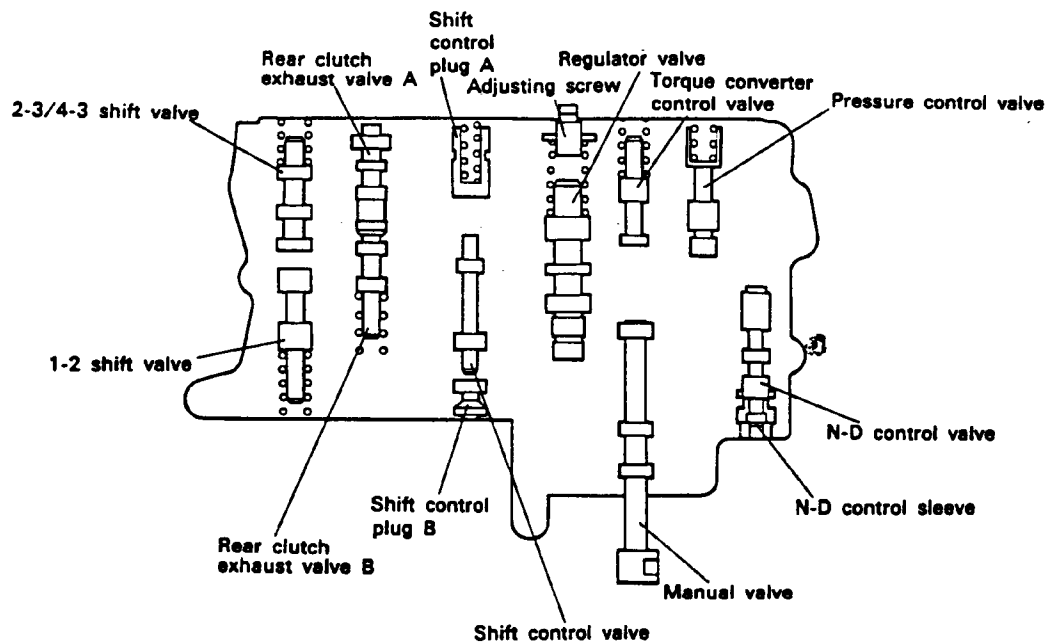 Shift
control
plug A
Rear clutch
exhaust valve A
Regulator valve
Adjusting screw
Torque converter
control valve
2-3/4-3 shift valve
Pressure control valve
1-2 shift valve
N-D control valve
N-D control sleeve
Shift control
plug B
Rear clutch
exhaust valve B
Manual valve
Shift control valve